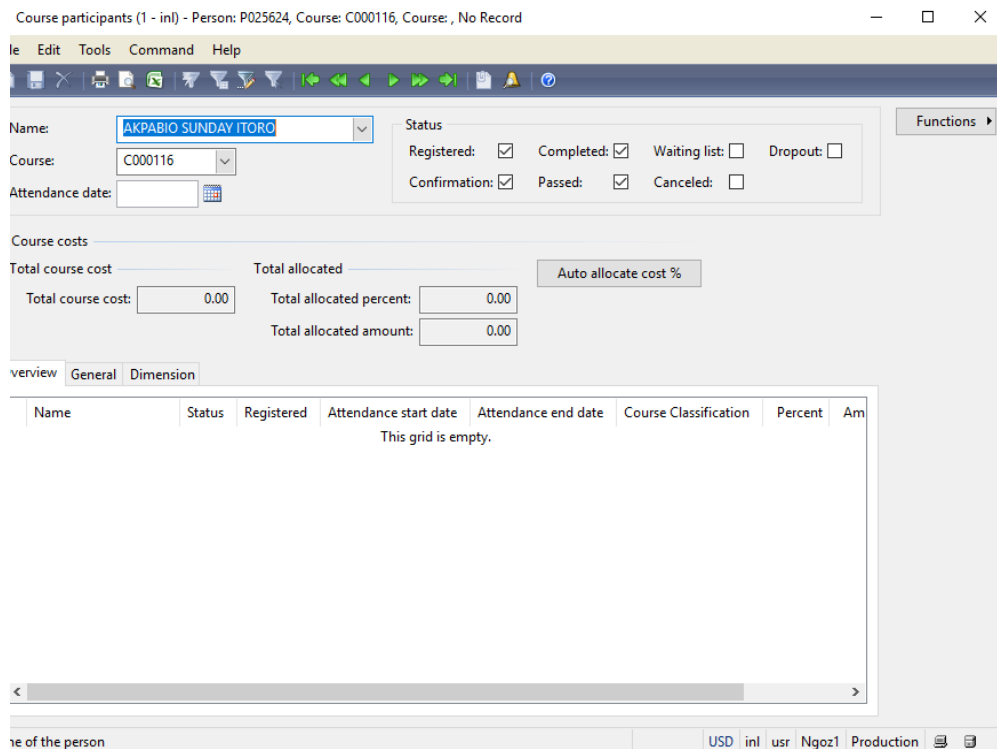 Course participants (1 - inl) - Person: P025624, Course: C000116, Course: , No Record
le Edit Tools Command Help
Name: AKPABIO SUNDAY ITORO
Course: C000116
Attendance date:
Status
Registered: Completed: Waiting list: Dropout:
Confirmation: Passed: Canceled:
Functions
Course costs
Total course cost
Total course cost: 0.00
Total allocated
Total allocated percent: 0.00
Total allocated amount: 0.00
Auto allocate cost %
verview General Dimension
Name Status Registered Attendance start date Attendance end date Course Classification Percent Am
This grid is empty.
ne of the person
USD inl usr Ngoz1 Production